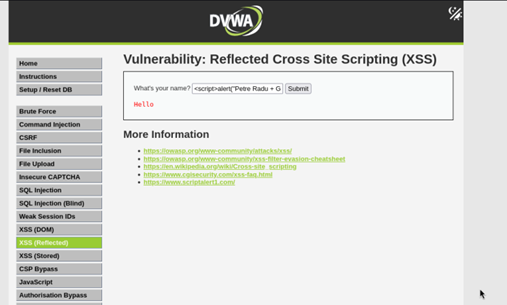 DVWA
Vulnerability: Reflected Cross Site Scripting (XSS)
Home
Instructions
Setup / Reset DB
Brute Force
Command Injection
CSRF
File Inclusion
File Upload
Insecure CAPTCHA
SQL Injection
SQL Injection (Blind)
Weak Session IDs
XSS (DOM)
XSS (Reflected)
XSS (Stored)
CSP Bypass
JavaScript
Authorisation Bypass
What's your name? <script>alert("Petre Radu + G Submit
Hello
More Information
https://owasp.org/www-community/attacks/xss/
https://owasp.org/www-community/xss-filter-evasion-cheatsheet
https://en.wikipedia.org/wiki/Cross-site_scripting
https://www.cgisecurity.com/xss-faq.html
https://www.scriptalert1.com/